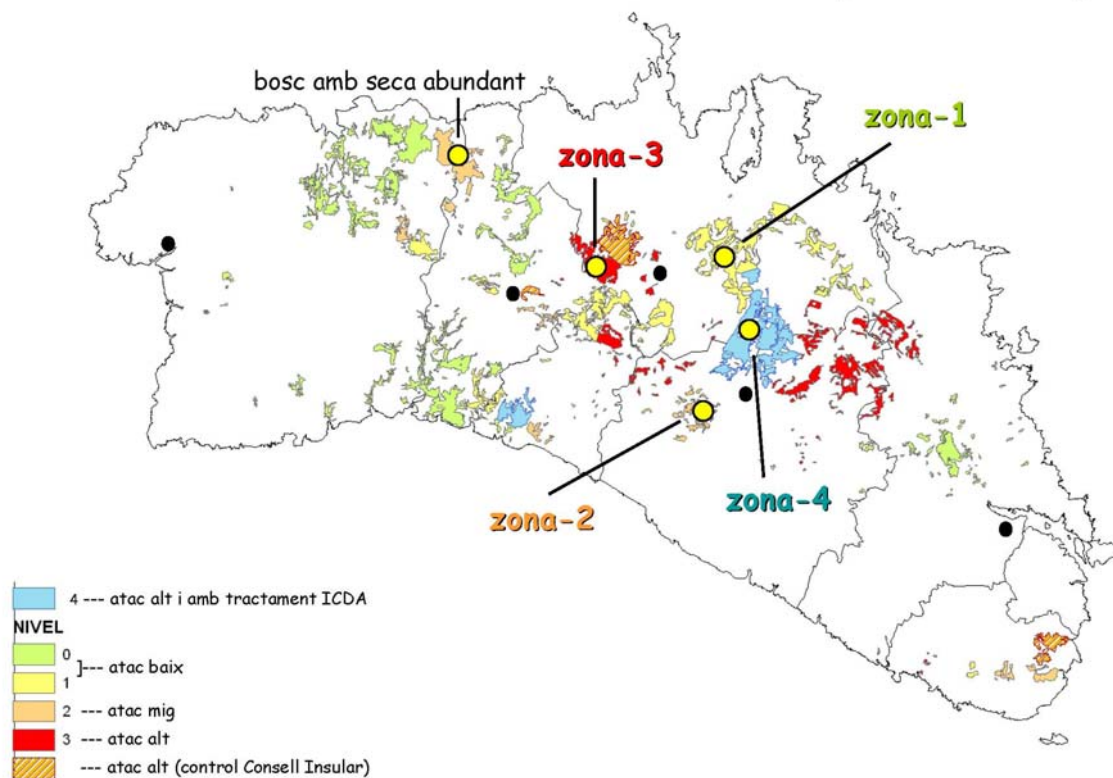 bosc amb seca abundant
zona-1
zona-3
zona-2
zona-4
4 --- atac alt i amb tractament ICDA
NIVEL
0
]--- atac baix
1
2 --- atac mig
3 --- atac alt
atac alt (control Consell Insular)